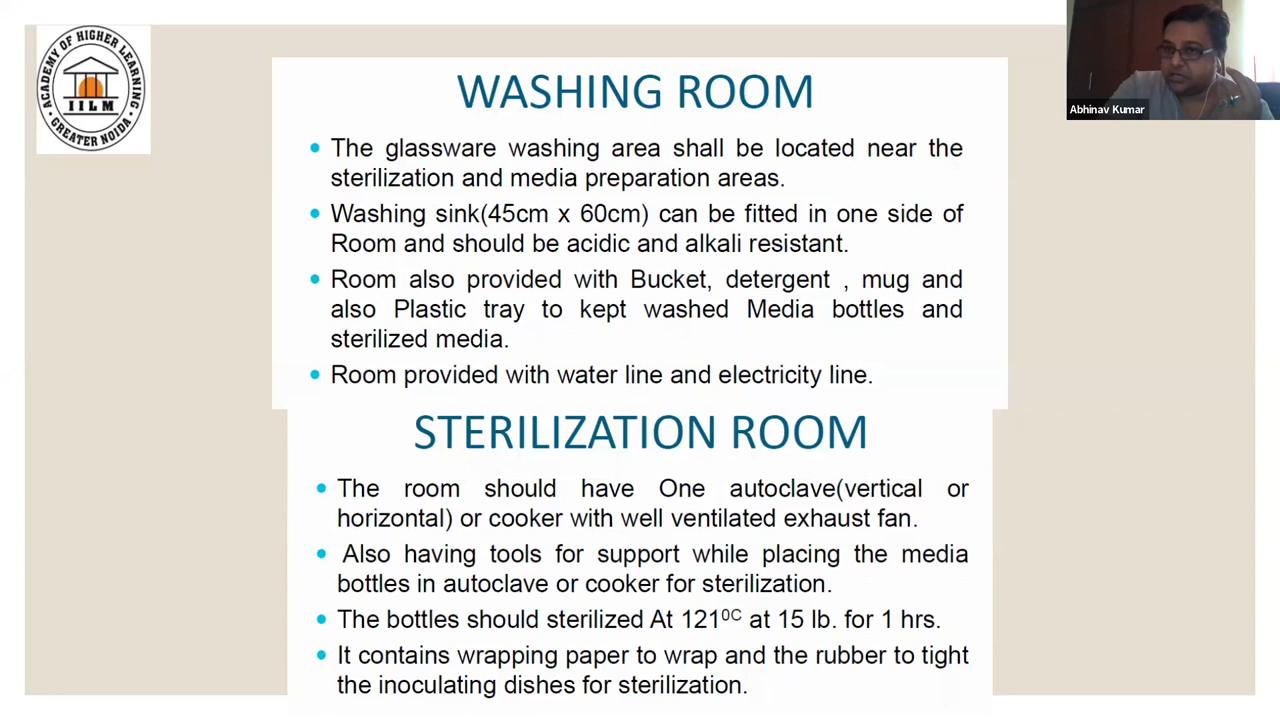 ACADEMY OF HIGHER LEARNING
IILM
GREATER NOIDA
Abhinav Kumar
WASHING ROOM
• The glassware washing area shall be located near the
sterilization and media preparation areas.
• Washing sink(45cm x 60cm) can be fitted in one side of
Room and should be acidic and alkali resistant.
• Room also provided with Bucket, detergent , mug and
also Plastic tray to kept washed Media bottles and
sterilized media.
• Room provided with water line and electricity line.
STERILIZATION ROOM
• The room should have One autoclave(vertical or
horizontal) or cooker with well ventilated exhaust fan.
• Also having tools for support while placing the media
bottles in autoclave or cooker for sterilization.
• The bottles should sterilized At 121⁰ᶜ at 15 lb. for 1 hrs.
• It contains wrapping paper to wrap and the rubber to tight
the inoculating dishes for sterilization.